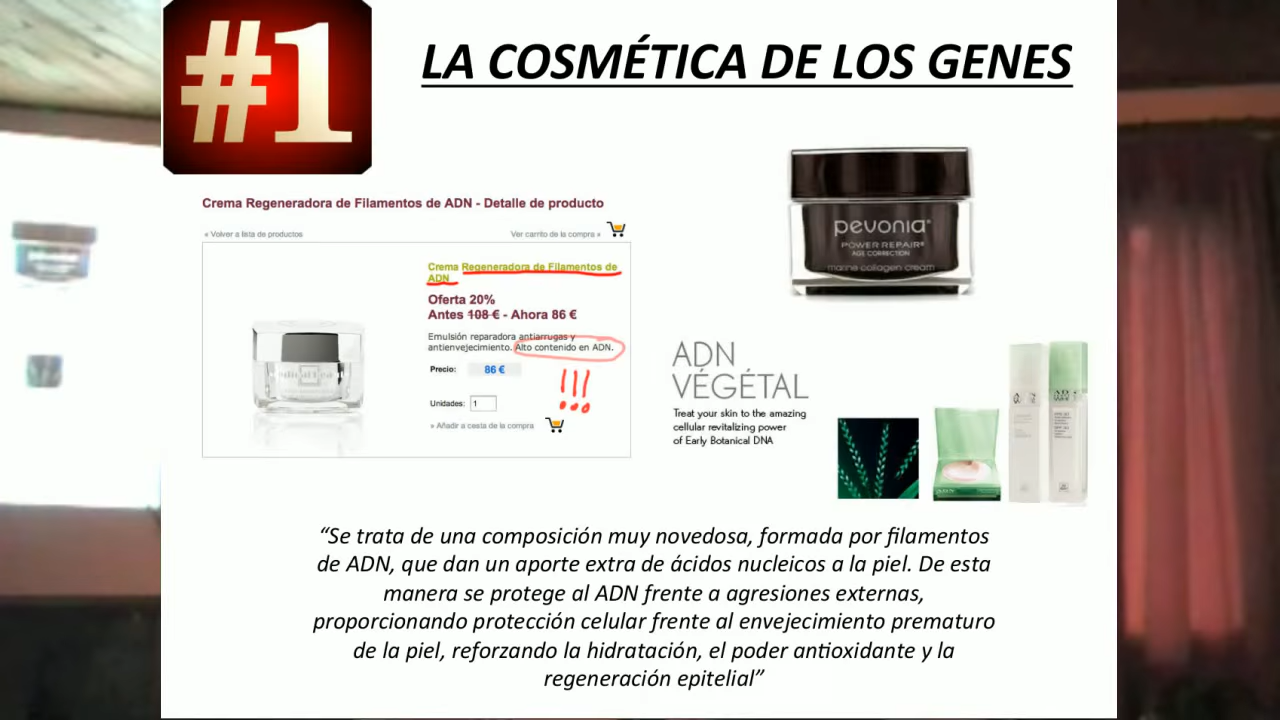 #1
LA COSMÉTICA DE LOS GENES
Crema Regeneradora de Filamentos de ADN - Detalle de producto
« Volver a lista de productos
Ver carrito de la compra »
Crema Regeneradora de Filamentos de
ADN
Oferta 20%
Antes 108 € - Ahora 86 €
Emulsión reparadora antiarrugas y
antienvejecimiento. Alto contenido en ADN.
Precio: 86 €
!!!
Unidades: 1
» Añadir a cesta de la compra
pevonia®
POWER REPAIR®
AGE CORRECTION
marine collagen cream
ADN
VÉGÉTAL
Treat your skin to the amazing
cellular revitalizing power
of Early Botanical DNA
“Se trata de una composición muy novedosa, formada por filamentos
de ADN, que dan un aporte extra de ácidos nucleicos a la piel. De esta
manera se protege al ADN frente a agresiones externas,
proporcionando protección celular frente al envejecimiento prematuro
de la piel, reforzando la hidratación, el poder antioxidante y la
regeneración epitelial”